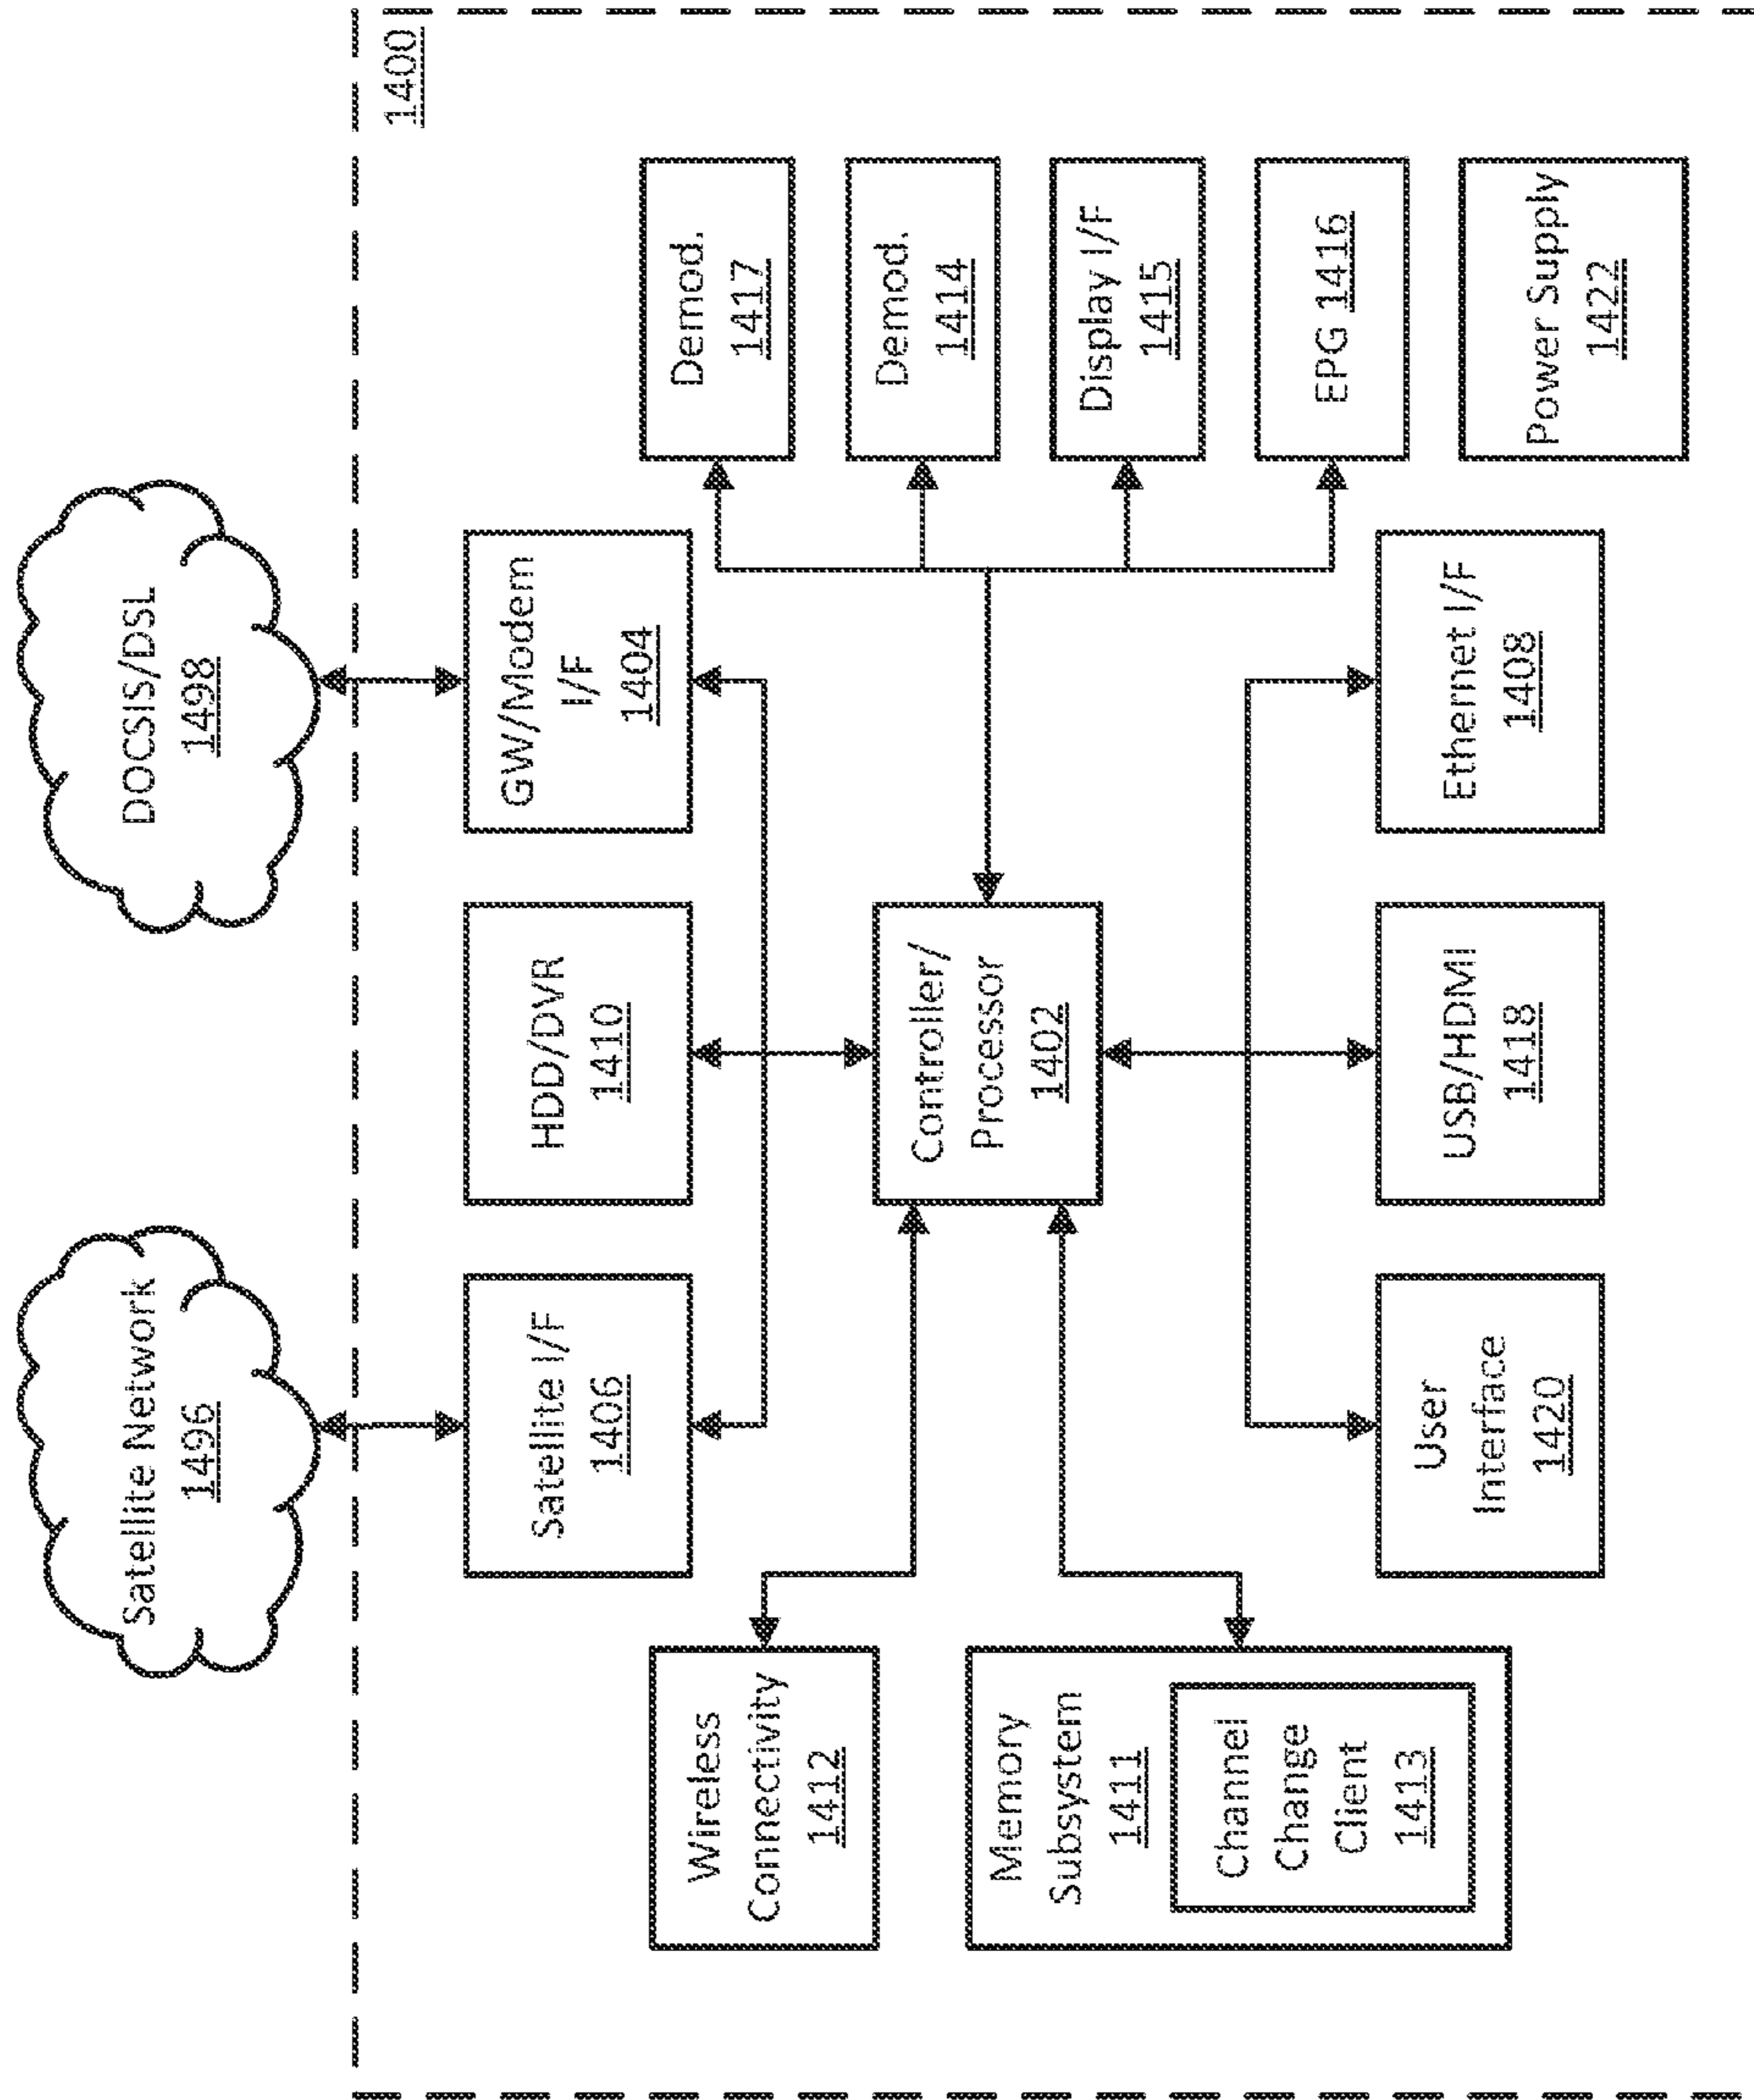 Satellite Network
1496
DOCSIS/DSL
1498
1400
Satellite I/F
1406
HDD/DVR
1410
GW/Modem
I/F
1404
Wireless
Connectivity
1412
Demod.
1417
Demod.
1414
Controller/
Processor
1402
Display I/F
1415
Memory
Subsystem
1411
Channel
Change
Client
1413
EPG 1416
User
Interface
1420
USB/HDMI
1418
Ethernet I/F
1408
Power Supply
1422